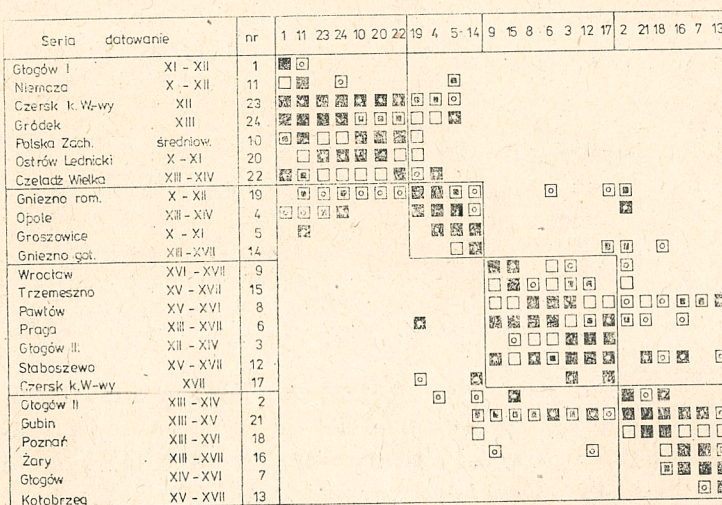 Seria datowanie nr 1 11 23 24 10 20 22 19 4 5 14 9 15 8 6 3 12 17 2 21 18 16 7 13
Głogów I XI - XII 1
Niemcza X - XII 11
Czersk k. W-wy XII 23
Gródek XIII 24
Polska Zach. średniow. 10
Ostrów Lednicki X - XI 20
Czeladź Wielka XIII - XIV 22
Gniezno rom. X - XII 19
Opole XIII - XIV 4
Groszowice X - XI 5
Gniezno got. XIII - XVII 14
Wrocław XVI - XVII 9
Trzemeszno XV - XVII 15
Pawłów XV - XVI 8
Praga XIII - XVII 6
Głogów II. XII - XIV 3
Słaboszewo XV - XVII 12
Czersk k.W-wy XVII 17
Głogów II XIII - XIV 2
Gubin XIII - XV 21
Poznań XIII - XVI 18
Żary XIII - XVII 16
Głogów XIV - XVI 7
Kołobrzeg XV - XVII 13